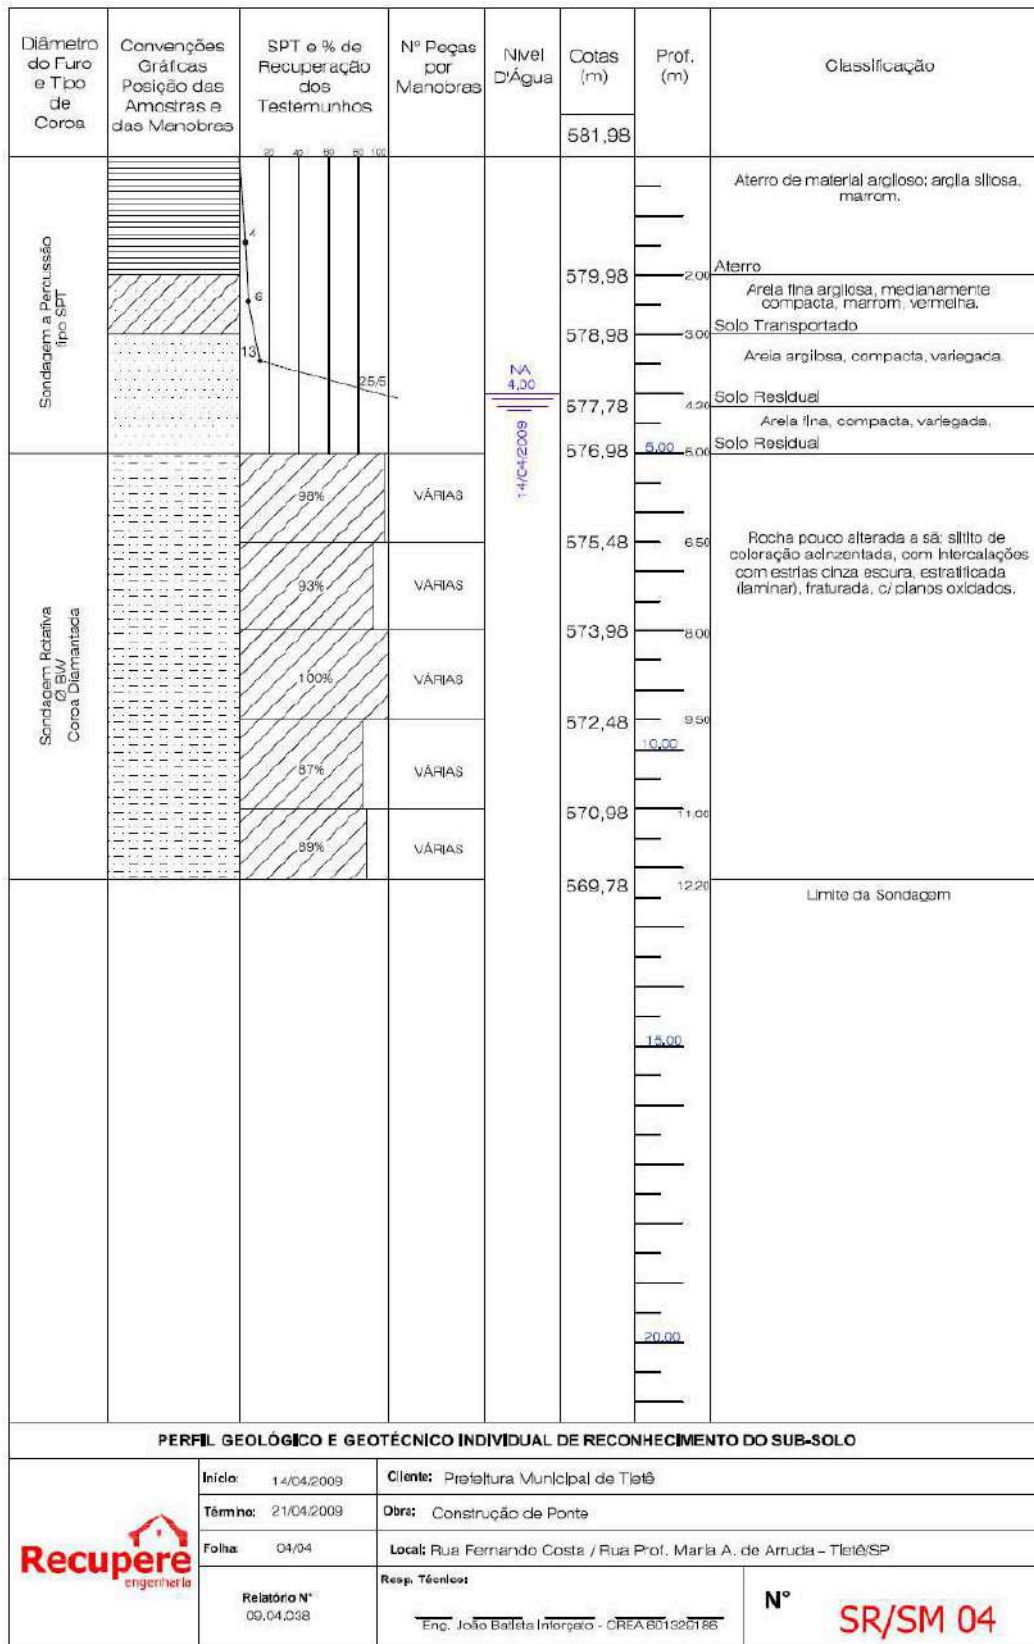 Diâmetro
do Furo
e Tipo
de
Coroa
Convenções
Gráficas
Posição das
Amostras e
das Manobras
SPT e % de
Recuperação
dos
Testemunhos
Nº Peças
por
Manobras
Nível
D'Água
Cotas
(m)
581,98
Prof.
(m)
Classificação
20 40 60 80 100
Sondagem a Percussão
tipo SPT
4
6
13
25/5
NA
4,00
14/04/2009
Aterro de material argiloso; argila siltosa,
marrom.
579,98 2,00 Aterro
Areia fina argilosa, medianamente
compacta, marrom, vermelha.
578,98 3,00 Solo Transportado
Areia argilosa, compacta, variegada.
577,78 4,20 Solo Residual
Areia fina, compacta, variegada.
576,98 5,00 5,00 Solo Residual
Sondagem Rotativa
Ø BW
Coroa Diamantada
98% VÁRIAS
575,48 6,50
93% VÁRIAS
573,98 8,00
100% VÁRIAS
572,48 9,50
10,00
87% VÁRIAS
570,98 11,00
89% VÁRIAS
569,78 12,20
Rocha pouco alterada a sã; siltito de
coloração acinzentada, com intercalações
com estrias cinza escura, estratificada
(laminar), fraturada, c/ planos oxidados.
Limite da Sondagem
15,00
20,00
PERFIL GEOLÓGICO E GEOTÉCNICO INDIVIDUAL DE RECONHECIMENTO DO SUB-SOLO
Recupere
engenharia
Início: 14/04/2009
Término: 21/04/2009
Folha: 04/04
Relatório Nº
09.04.038
Cliente: Prefeitura Municipal de Tietê
Obra: Construção de Ponte
Local: Rua Fernando Costa / Rua Prof. Maria A. de Arruda - Tietê/SP
Resp. Técnico:
Eng. João Batista Inforçato - CREA 601329186
Nº
SR/SM 04